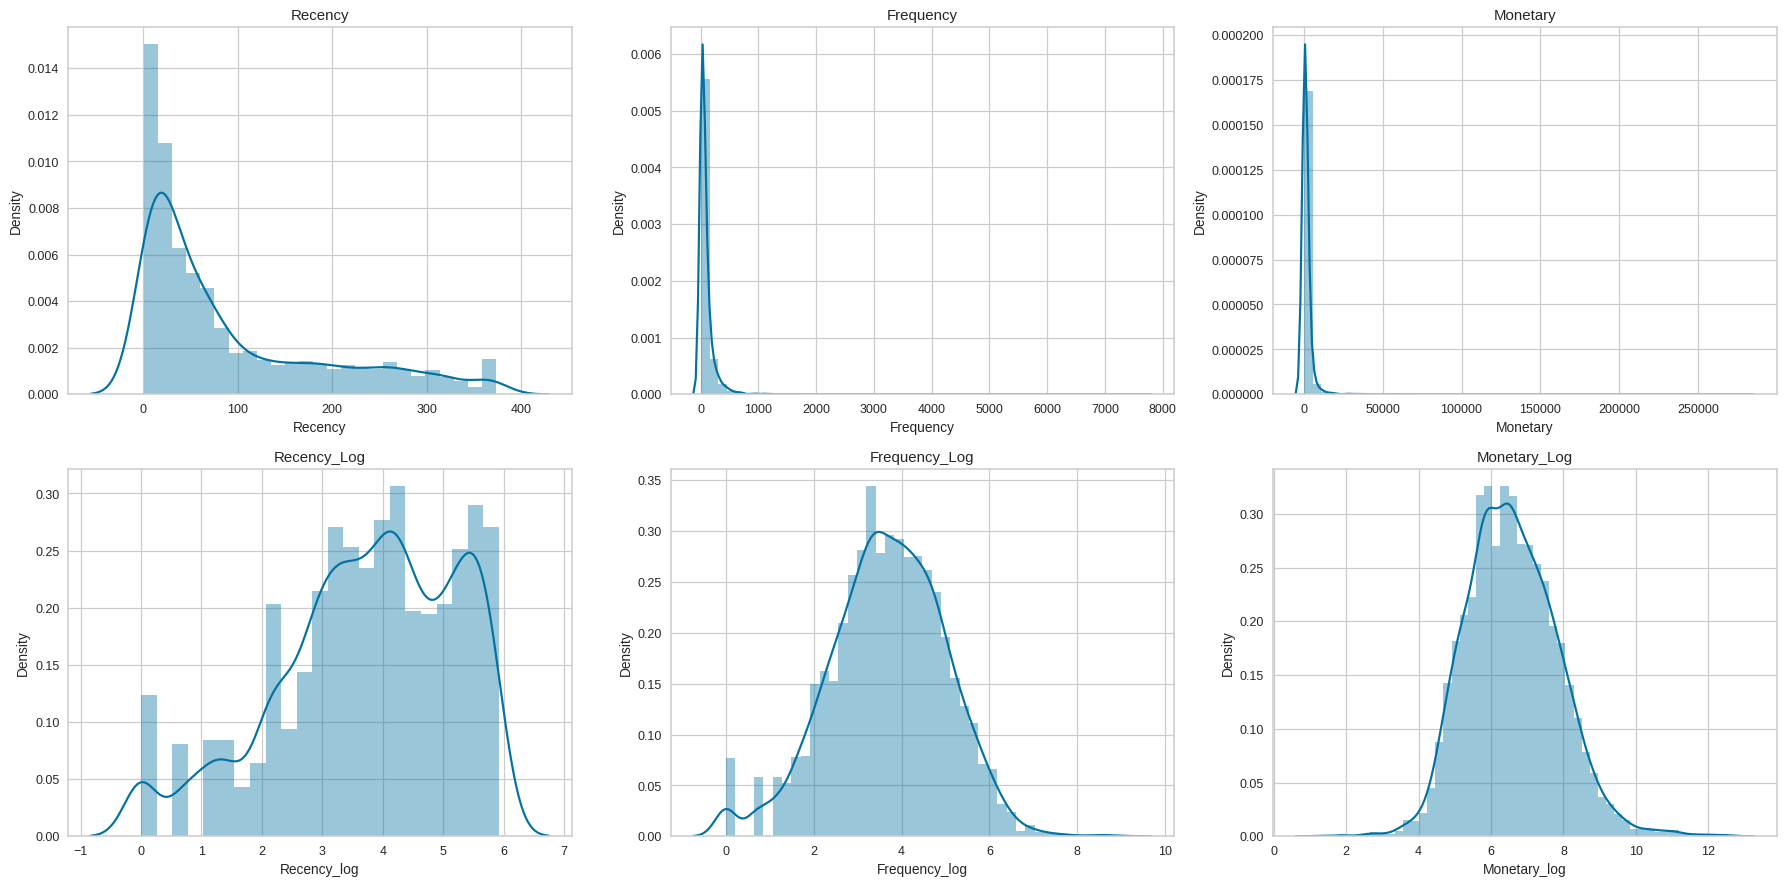 Recency
0.014
0.012
0.010
0.008
0.006
0.004
0.002
0.000
Density
0 100 200 300 400
Recency
Frequency
0.006
0.005
0.004
0.003
0.002
0.001
0.000
Density
0 1000 2000 3000 4000 5000 6000 7000 8000
Frequency
Monetary
0.000200
0.000175
0.000150
0.000125
0.000100
0.000075
0.000050
0.000025
0.000000
Density
0 50000 100000 150000 200000 250000
Monetary
Recency_Log
0.30
0.25
0.20
0.15
0.10
0.05
0.00
Density
−1 0 1 2 3 4 5 6 7
Recency_log
Frequency_Log
0.35
0.30
0.25
0.20
0.15
0.10
0.05
0.00
Density
0 2 4 6 8 10
Frequency_log
Monetary_Log
0.30
0.25
0.20
0.15
0.10
0.05
0.00
Density
0 2 4 6 8 10 12
Monetary_log